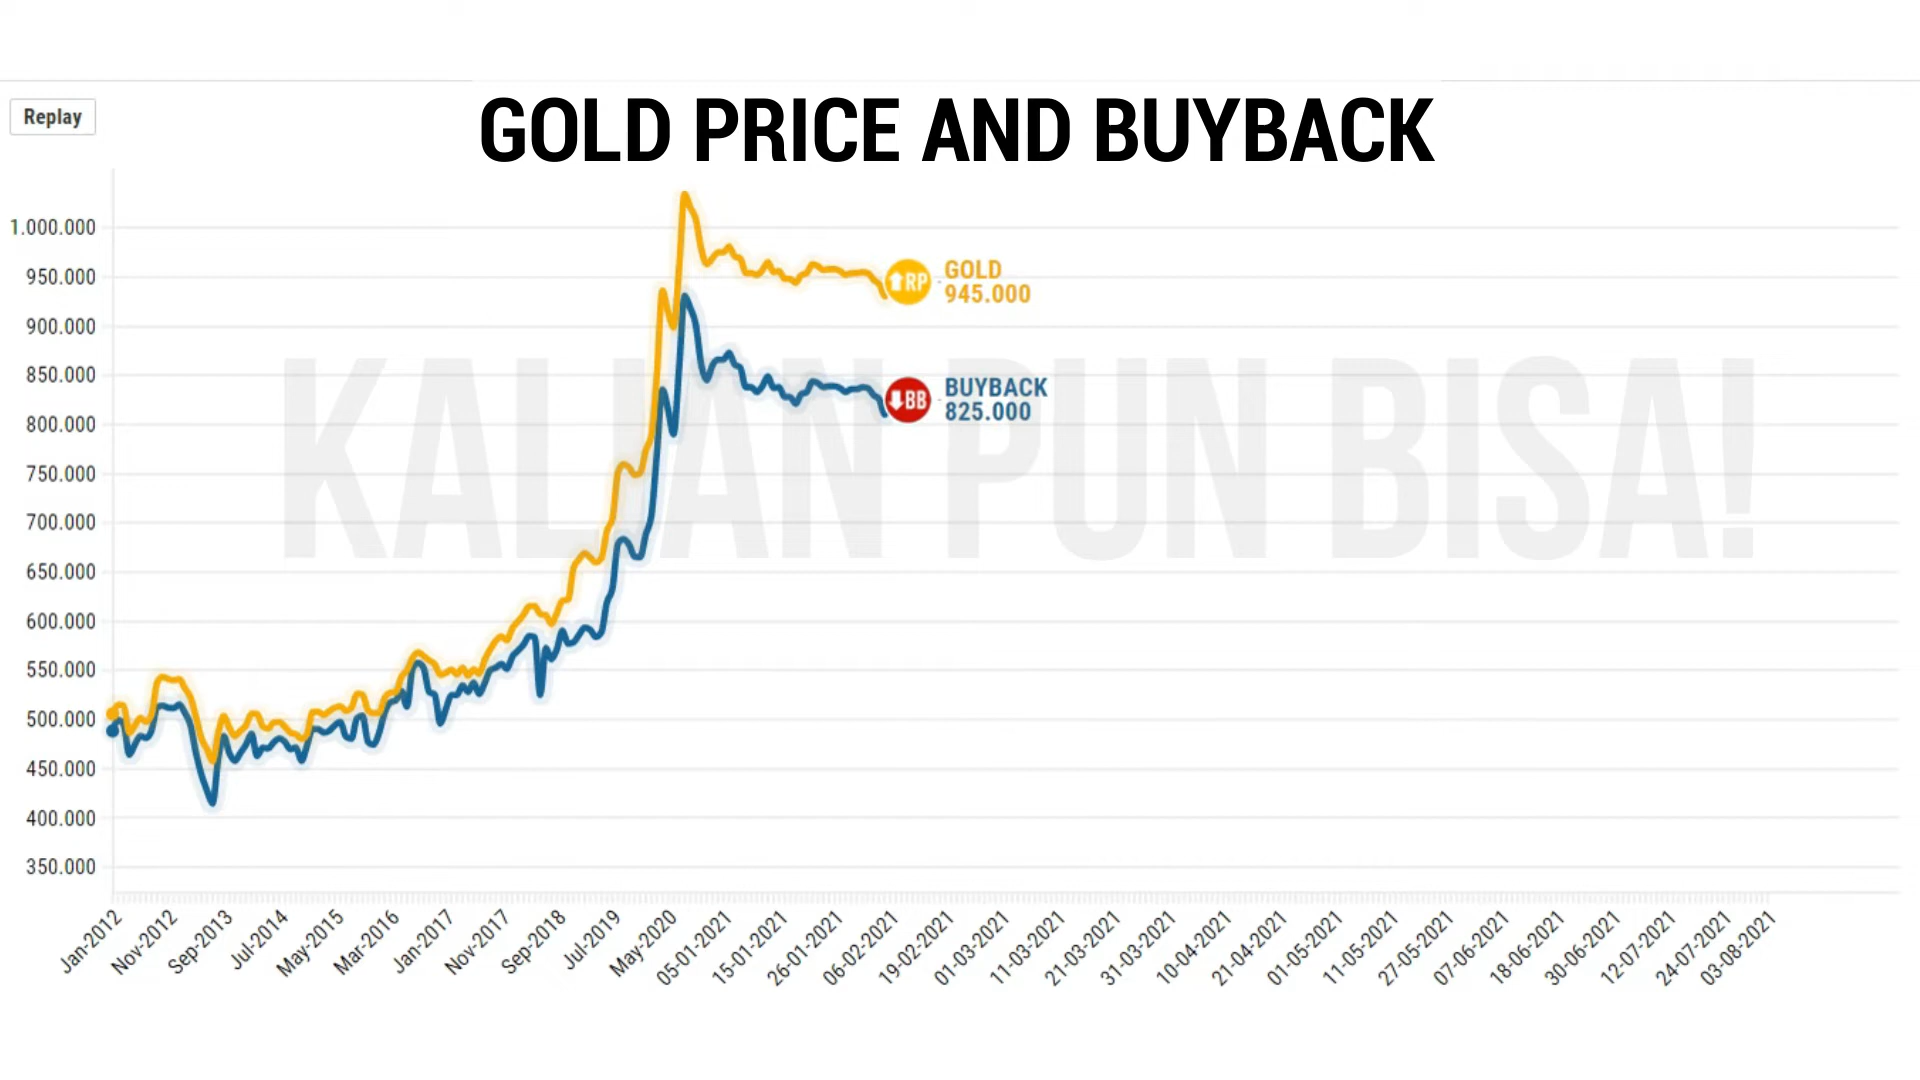 GOLD PRICE AND BUYBACK
Replay
1.000.000
950.000
900.000
850.000
800.000
750.000
700.000
650.000
600.000
550.000
500.000
450.000
400.000
350.000
RP
GOLD
945.000
BB
BUYBACK
825.000
KALIAN PUN BISA!
Jan-2012
Nov-2012
Sep-2013
Jul-2014
May-2015
Mar-2016
Jan-2017
Nov-2017
Sep-2018
Jul-2019
May-2020
05-01-2021
15-01-2021
26-01-2021
06-02-2021
19-02-2021
01-03-2021
11-03-2021
21-03-2021
31-03-2021
10-04-2021
21-04-2021
01-05-2021
11-05-2021
27-05-2021
07-06-2021
18-06-2021
30-06-2021
12-07-2021
24-07-2021
03-08-2021